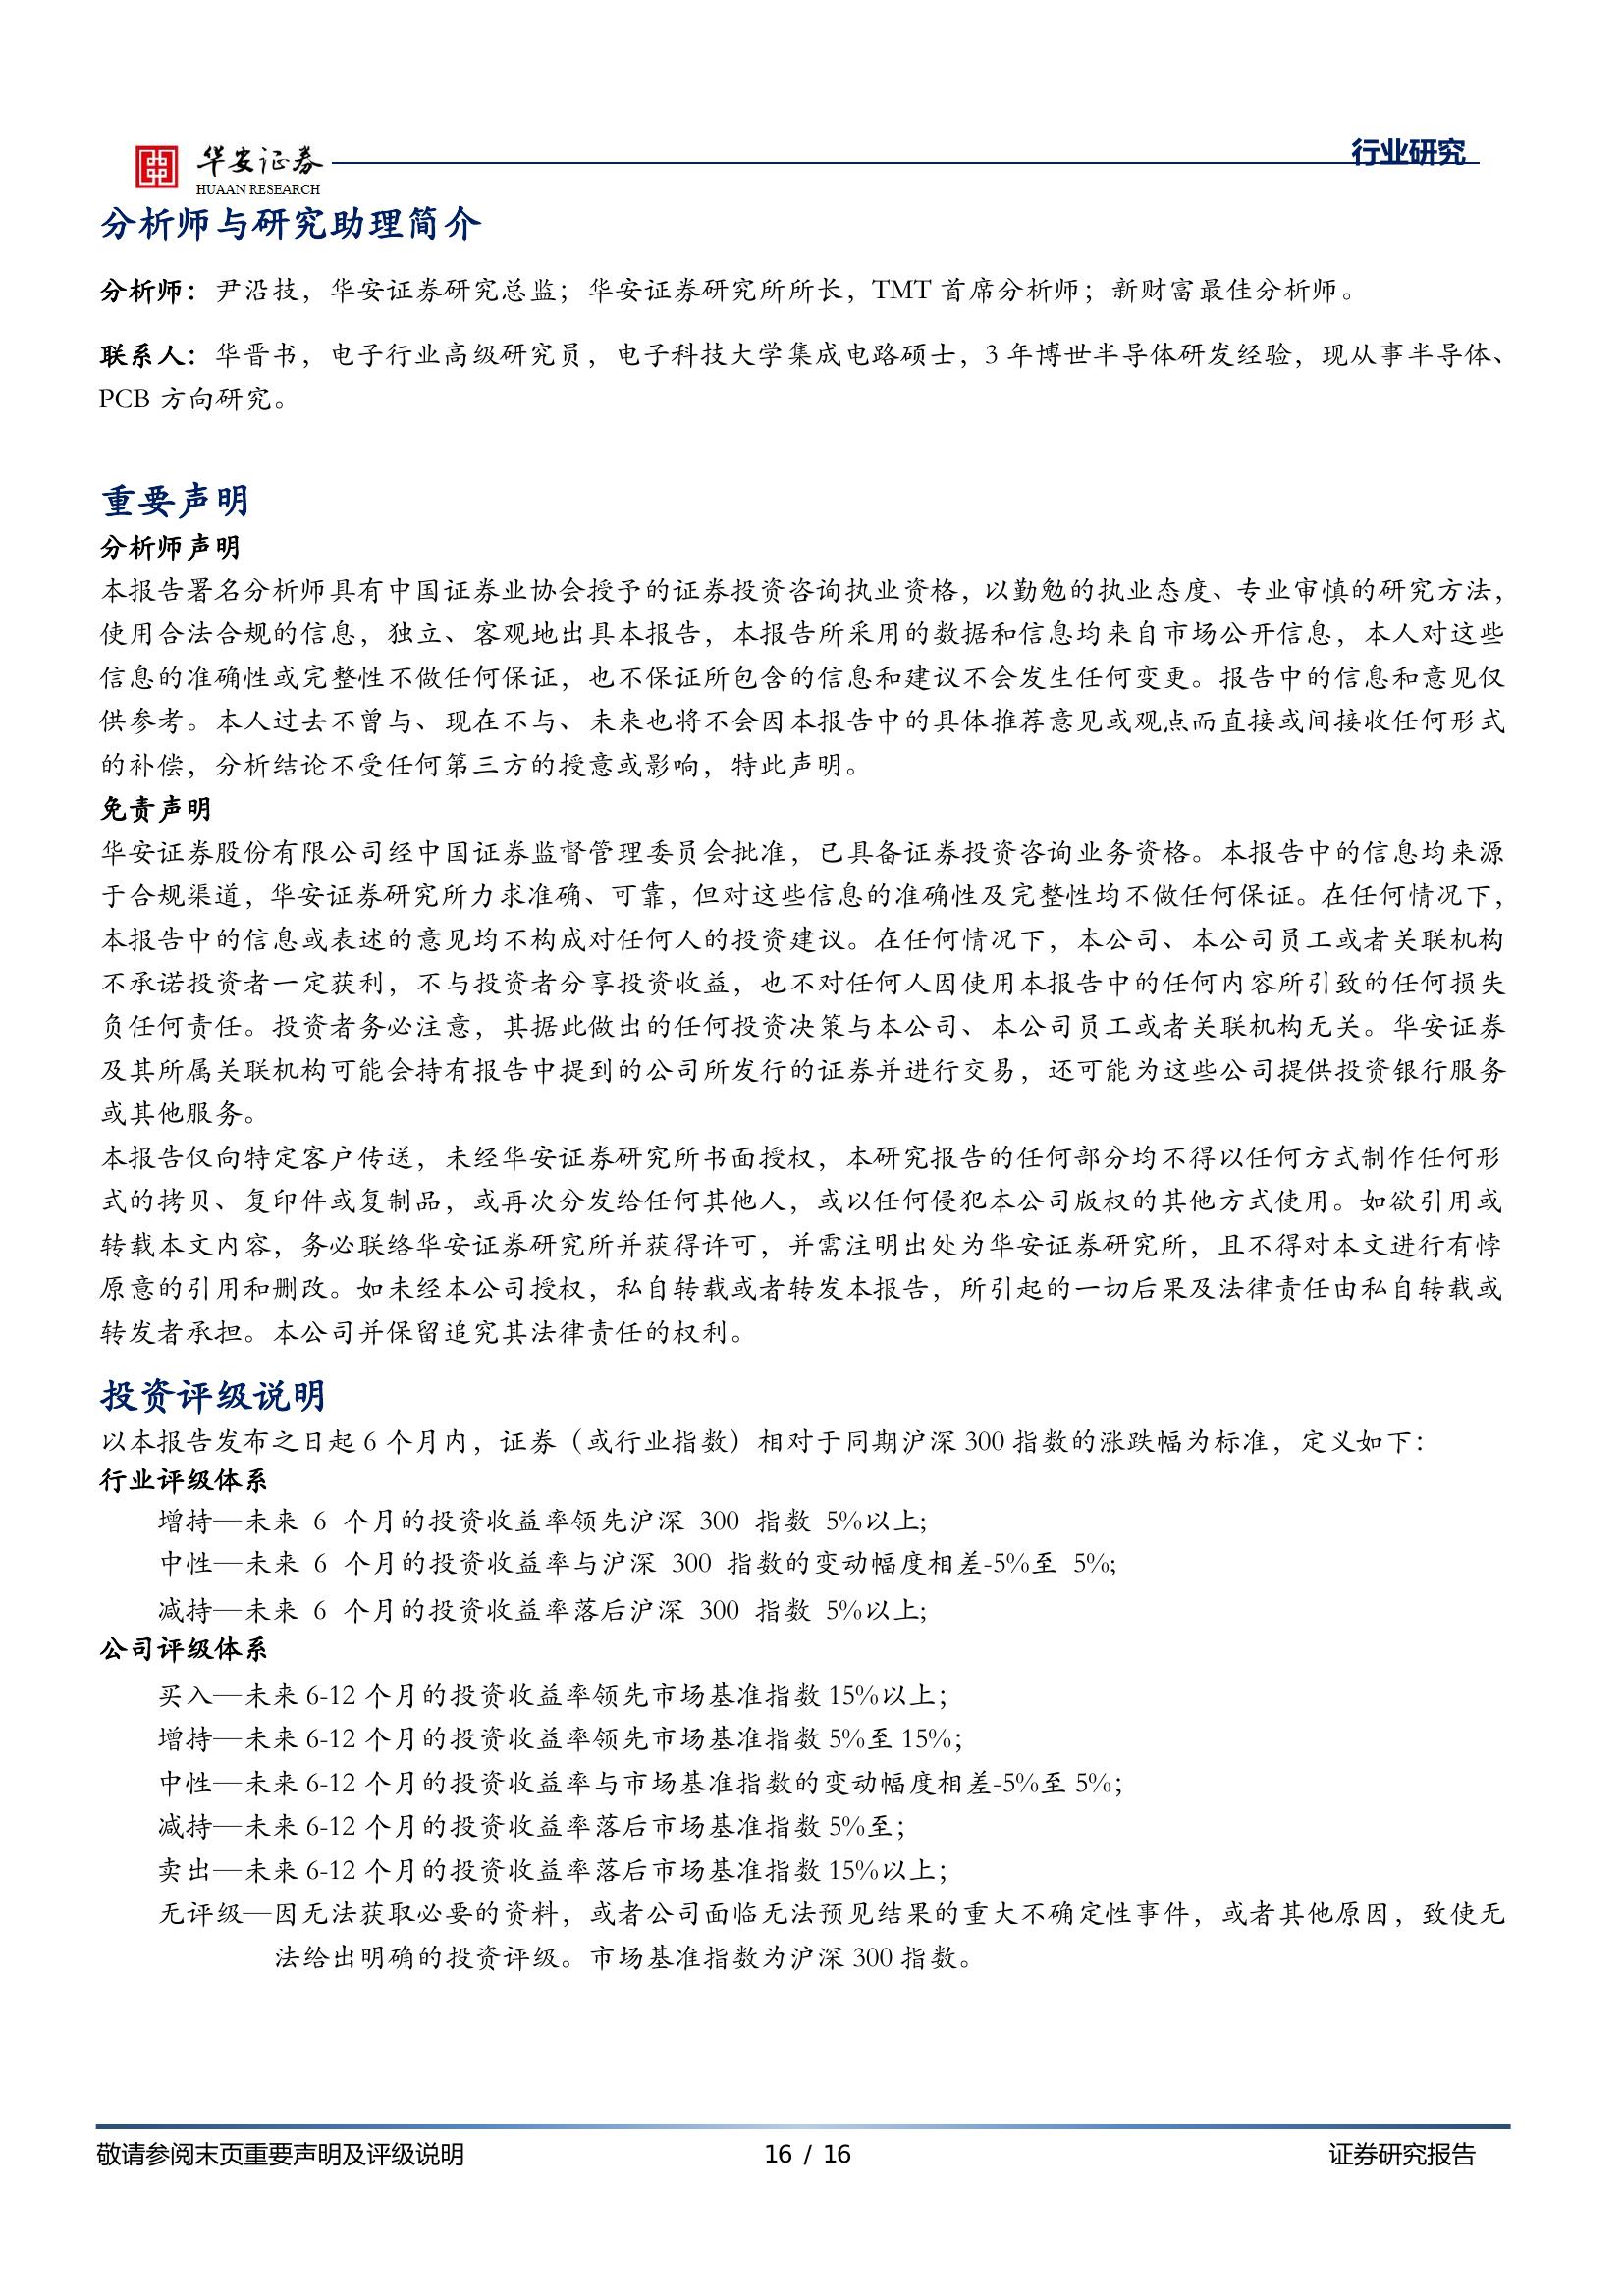 华安证券
HUAAN RESEARCH
行业研究
分析师与研究助理简介
分析师：尹沿技，华安证券研究总监；华安证券研究所所长，TMT 首席分析师；新财富最佳分析师。
联系人：华晋书，电子行业高级研究员，电子科技大学集成电路硕士，3 年博世半导体研发经验，现从事半导体、
PCB 方向研究。
重要声明
分析师声明
本报告署名分析师具有中国证券业协会授予的证券投资咨询执业资格，以勤勉的执业态度、专业审慎的研究方法，
使用合法合规的信息，独立、客观地出具本报告，本报告所采用的数据和信息均来自市场公开信息，本人对这些
信息的准确性或完整性不做任何保证，也不保证所包含的信息和建议不会发生任何变更。报告中的信息和意见仅
供参考。本人过去不曾与、现在不与、未来也将不会因本报告中的具体推荐意见或观点而直接或间接收任何形式
的补偿，分析结论不受任何第三方的授意或影响，特此声明。
免责声明
华安证券股份有限公司经中国证券监督管理委员会批准，已具备证券投资咨询业务资格。本报告中的信息均来源
于合规渠道，华安证券研究所力求准确、可靠，但对这些信息的准确性及完整性均不做任何保证。在任何情况下，
本报告中的信息或表述的意见均不构成对任何人的投资建议。在任何情况下，本公司、本公司员工或者关联机构
不承诺投资者一定获利，不与投资者分享投资收益，也不对任何人因使用本报告中的任何内容所引致的任何损失
负任何责任。投资者务必注意，其据此做出的任何投资决策与本公司、本公司员工或者关联机构无关。华安证券
及其所属关联机构可能会持有报告中提到的公司所发行的证券并进行交易，还可能为这些公司提供投资银行服务
或其他服务。
本报告仅向特定客户传送，未经华安证券研究所书面授权，本研究报告的任何部分均不得以任何方式制作任何形
式的拷贝、复印件或复制品，或再次分发给任何其他人，或以任何侵犯本公司版权的其他方式使用。如欲引用或
转载本文内容，务必联络华安证券研究所并获得许可，并需注明出处为华安证券研究所，且不得对本文进行有悖
原意的引用和删改。如未经本公司授权，私自转载或者转发本报告，所引起的一切后果及法律责任由私自转载或
转发者承担。本公司并保留追究其法律责任的权利。
投资评级说明
以本报告发布之日起 6 个月内，证券（或行业指数）相对于同期沪深 300 指数的涨跌幅为标准，定义如下：
行业评级体系
增持—未来 6 个月的投资收益率领先沪深 300 指数 5%以上;
中性—未来 6 个月的投资收益率与沪深 300 指数的变动幅度相差-5%至 5%;
减持—未来 6 个月的投资收益率落后沪深 300 指数 5%以上;
公司评级体系
买入—未来 6-12 个月的投资收益率领先市场基准指数 15%以上；
增持—未来 6-12 个月的投资收益率领先市场基准指数 5%至 15%；
中性—未来 6-12 个月的投资收益率与市场基准指数的变动幅度相差-5%至 5%；
减持—未来 6-12 个月的投资收益率落后市场基准指数 5%至；
卖出—未来 6-12 个月的投资收益率落后市场基准指数 15%以上；
无评级—因无法获取必要的资料，或者公司面临无法预见结果的重大不确定性事件，或者其他原因，致使无
法给出明确的投资评级。市场基准指数为沪深 300 指数。
敬请参阅末页重要声明及评级说明
16 / 16
证券研究报告